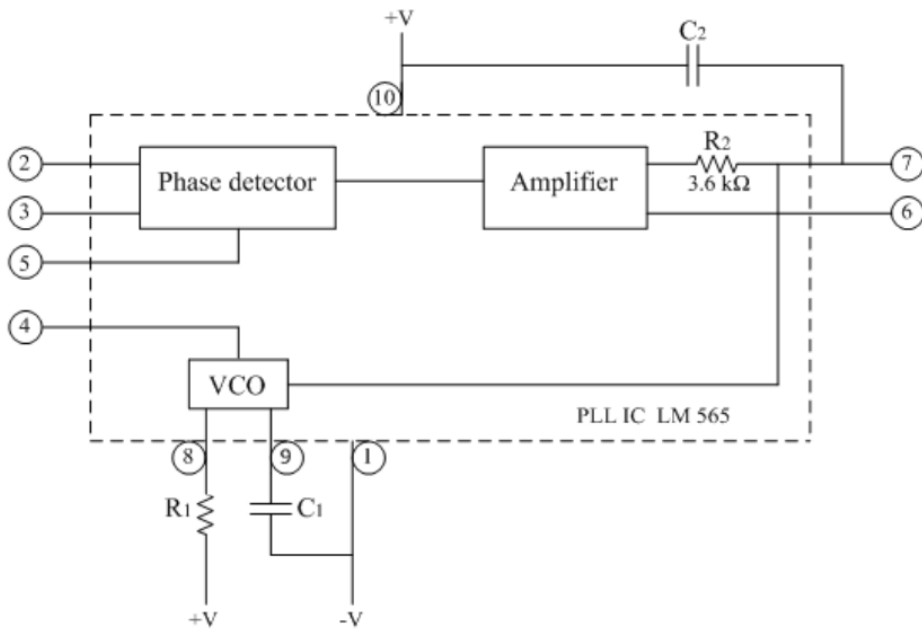 +V
C2
10
2
Phase detector
Amplifier
R2
3.6 kΩ
7
3
6
5
4
VCO
PLL IC LM 565
8
9
1
R1
C1
+V
-V